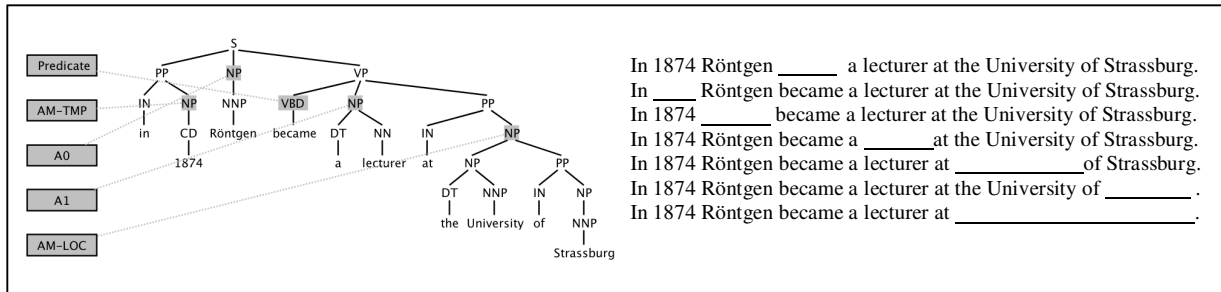 S
Predicate
PP NP VP
AM-TMP
IN NP NNP VBD NP PP
in CD Röntgen became DT NN IN NP
A0
1874 a lecturer at NP PP
A1
DT NNP IN NP
the University of NNP
AM-LOC
Strassburg
In 1874 Röntgen ______ a lecturer at the University of Strassburg.
In ____ Röntgen became a lecturer at the University of Strassburg.
In 1874 _______ became a lecturer at the University of Strassburg.
In 1874 Röntgen became a _______ at the University of Strassburg.
In 1874 Röntgen became a lecturer at _____________ of Strassburg.
In 1874 Röntgen became a lecturer at the University of _________ .
In 1874 Röntgen became a lecturer at ________________________.